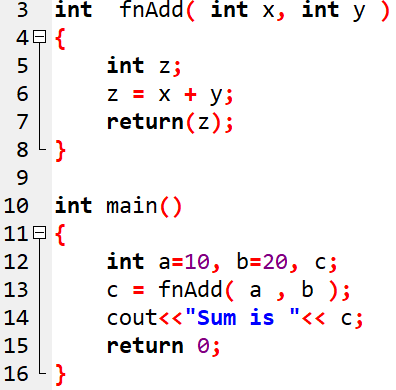 3 int  fnAdd( int x, int y )
4 {
5     int z;
6     z = x + y;
7     return(z);
8 }
9
10 int main()
11 {
12     int a=10, b=20, c;
13     c = fnAdd( a , b );
14     cout<<"Sum is "<< c;
15     return 0;
16 }